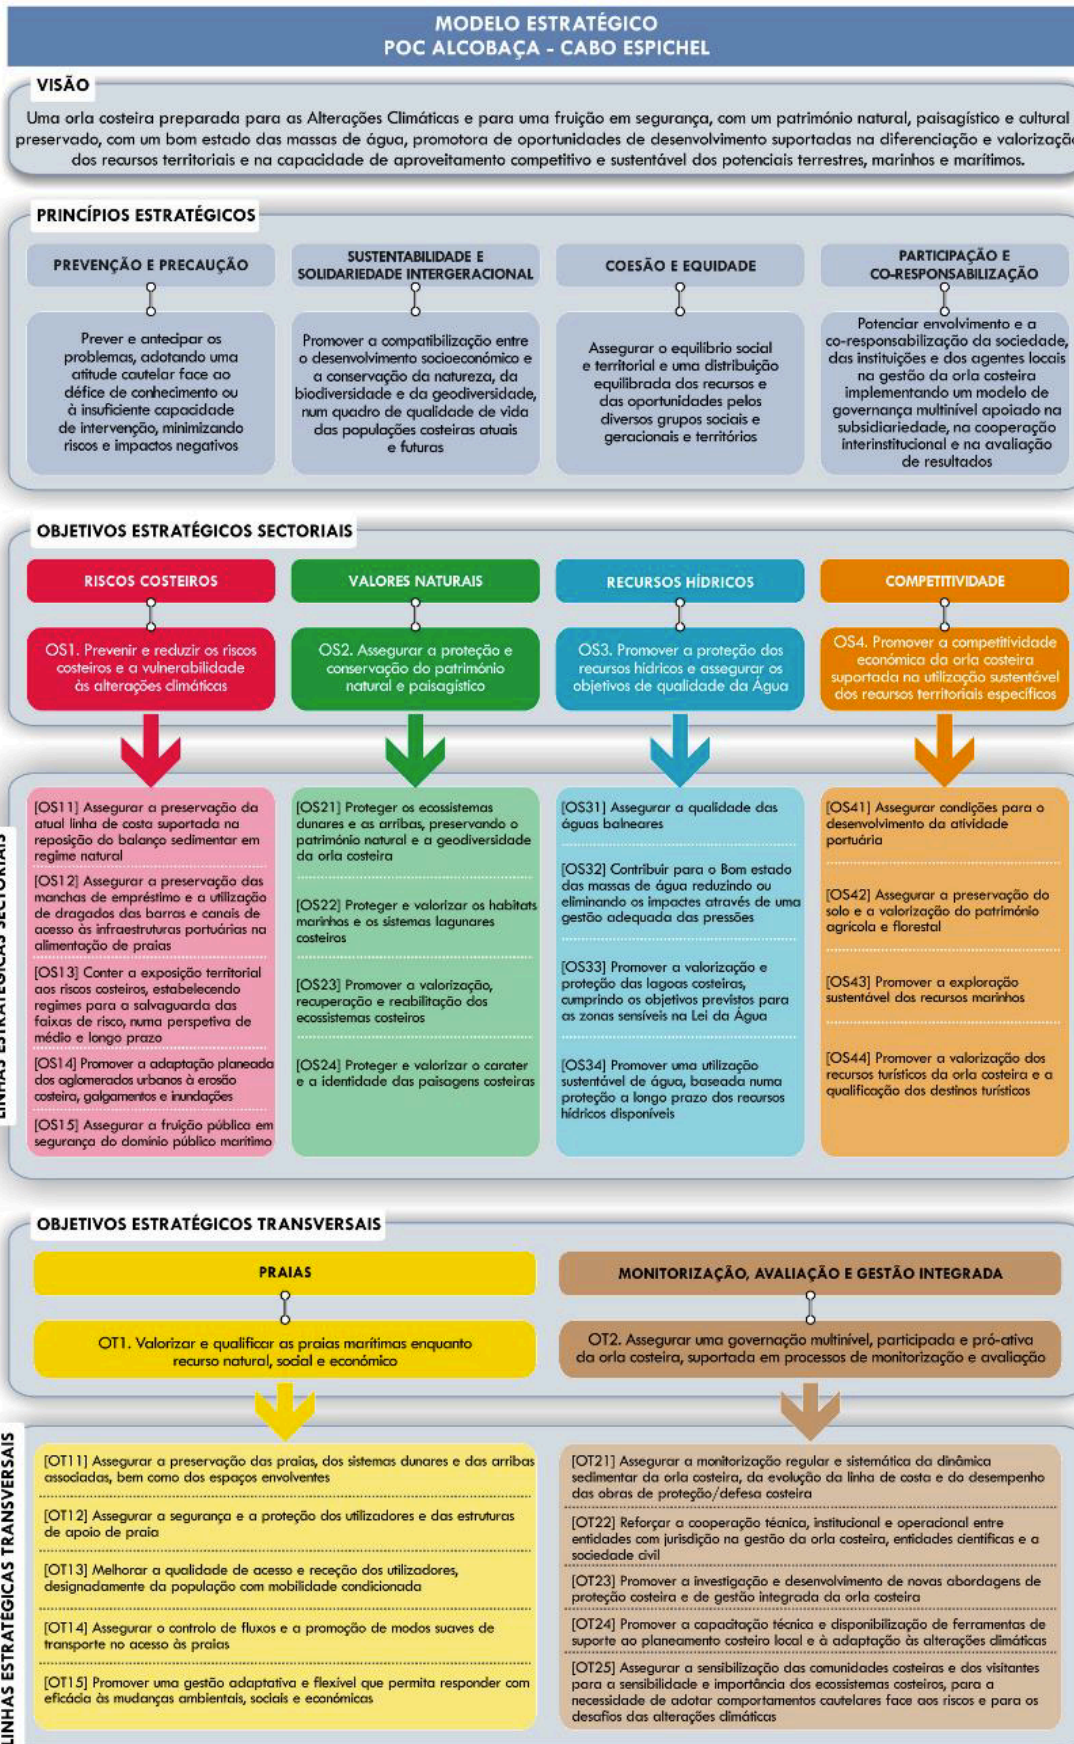 MODELO ESTRATÉGICO
POC ALCOBAÇA - CABO ESPICHEL
VISÃO
Uma orla costeira preparada para as Alterações Climáticas e para uma fruição em segurança, com um património natural, paisagístico e cultural
preservado, com um bom estado das massas de água, promotora de oportunidades de desenvolvimento suportadas na diferenciação e valorização
dos recursos territoriais e na capacidade de aproveitamento competitivo e sustentável dos potenciais terrestres, marinhos e marítimos.
PRINCÍPIOS ESTRATÉGICOS
PREVENÇÃO E PRECAUÇÃO
Prever e antecipar os
problemas, adotando uma
atitude cautelar face ao
défice de conhecimento ou
à insuficiente capacidade
de intervenção, minimizando
riscos e impactos negativos
SUSTENTABILIDADE E
SOLIDARIEDADE INTERGERACIONAL
Promover a compatibilização entre
o desenvolvimento socioeconómico e
a conservação da natureza, da
biodiversidade e da geodiversidade,
num quadro de qualidade de vida
das populações costeiras atuais
e futuras
COESÃO E EQUIDADE
Assegurar o equilíbrio social
e territorial e uma distribuição
equilibrada dos recursos e
das oportunidades pelos
diversos grupos sociais e
geracionais e territórios
PARTICIPAÇÃO E
CO-RESPONSABILIZAÇÃO
Potenciar envolvimento e a
co-responsabilização da sociedade,
das instituições e dos agentes locais
na gestão da orla costeira
implementando um modelo de
governança multinível apoiado na
subsidiariedade, na cooperação
interinstitucional e na avaliação
de resultados
OBJETIVOS ESTRATÉGICOS SECTORIAIS
RISCOS COSTEIROS
OS1. Prevenir e reduzir os riscos
costeiros e a vulnerabilidade
às alterações climáticas
VALORES NATURAIS
OS2. Assegurar a proteção e
conservação do património
natural e paisagístico
RECURSOS HÍDRICOS
OS3. Promover a proteção dos
recursos hídricos e assegurar os
objetivos de qualidade da Água
COMPETITIVIDADE
OS4. Promover a competitividade
económica da orla costeira
suportada na utilização sustentável
dos recursos territoriais específicos
LINHAS ESTRATÉGICAS SECTORIAIS
[OS11] Assegurar a preservação da
atual linha de costa suportada na
reposição do balanço sedimentar em
regime natural
[OS12] Assegurar a preservação das
manchas de empréstimo e a utilização
de dragados das barras e canais de
acesso às infraestruturas portuárias na
alimentação de praias
[OS13] Conter a exposição territorial
aos riscos costeiros, estabelecendo
regimes para a salvaguarda das
faixas de risco, numa perspetiva de
médio e longo prazo
[OS14] Promover a adaptação planeada
dos aglomerados urbanos à erosão
costeira, galgamentos e inundações
[OS15] Assegurar a fruição pública em
segurança do domínio público marítimo
[OS21] Proteger os ecossistemas
dunares e as arribas, preservando o
património natural e a geodiversidade
da orla costeira
[OS22] Proteger e valorizar os habitats
marinhos e os sistemas lagunares
costeiros
[OS23] Promover a valorização,
recuperação e reabilitação dos
ecossistemas costeiros
[OS24] Proteger e valorizar o carater
e a identidade das paisagens costeiras
[OS31] Assegurar a qualidade das
águas balneares
[OS32] Contribuir para o Bom estado
das massas de água reduzindo ou
eliminando os impactes através de uma
gestão adequada das pressões
[OS33] Promover a valorização e
proteção das lagoas costeiras,
cumprindo os objetivos previstos para
as zonas sensíveis na Lei da Água
[OS34] Promover uma utilização
sustentável de água, baseada numa
proteção a longo prazo dos recursos
hídricos disponíveis
[OS41] Assegurar condições para o
desenvolvimento da atividade
portuária
[OS42] Assegurar a preservação do
solo e a valorização do património
agrícola e florestal
[OS43] Promover a exploração
sustentável dos recursos marinhos
[OS44] Promover a valorização dos
recursos turísticos da orla costeira e a
qualificação dos destinos turísticos
OBJETIVOS ESTRATÉGICOS TRANSVERSAIS
PRAIAS
OT1. Valorizar e qualificar as praias marítimas enquanto
recurso natural, social e económico
MONITORIZAÇÃO, AVALIAÇÃO E GESTÃO INTEGRADA
OT2. Assegurar uma governação multinível, participada e pró-ativa
da orla costeira, suportada em processos de monitorização e avaliação
LINHAS ESTRATÉGICAS TRANSVERSAIS
[OT11] Assegurar a preservação das praias, dos sistemas dunares e das arribas
associadas, bem como dos espaços envolventes
[OT12] Assegurar a segurança e a proteção dos utilizadores e das estruturas
de apoio de praia
[OT13] Melhorar a qualidade de acesso e receção dos utilizadores,
designadamente da população com mobilidade condicionada
[OT14] Assegurar o controlo de fluxos e a promoção de modos suaves de
transporte no acesso às praias
[OT15] Promover uma gestão adaptativa e flexível que permita responder com
eficácia às mudanças ambientais, sociais e económicas
[OT21] Assegurar a monitorização regular e sistemática da dinâmica
sedimentar da orla costeira, da evolução da linha de costa e do desempenho
das obras de proteção/defesa costeira
[OT22] Reforçar a cooperação técnica, institucional e operacional entre
entidades com jurisdição na gestão da orla costeira, entidades científicas e a
sociedade civil
[OT23] Promover a investigação e desenvolvimento de novas abordagens de
proteção costeira e de gestão integrada da orla costeira
[OT24] Promover a capacitação técnica e disponibilização de ferramentas de
suporte ao planeamento costeiro local e à adaptação às alterações climáticas
[OT25] Assegurar a sensibilização das comunidades costeiras e dos visitantes
para a sensibilidade e importância dos ecossistemas costeiros, para a
necessidade de adotar comportamentos cautelares face aos riscos e para os
desafios das alterações climáticas